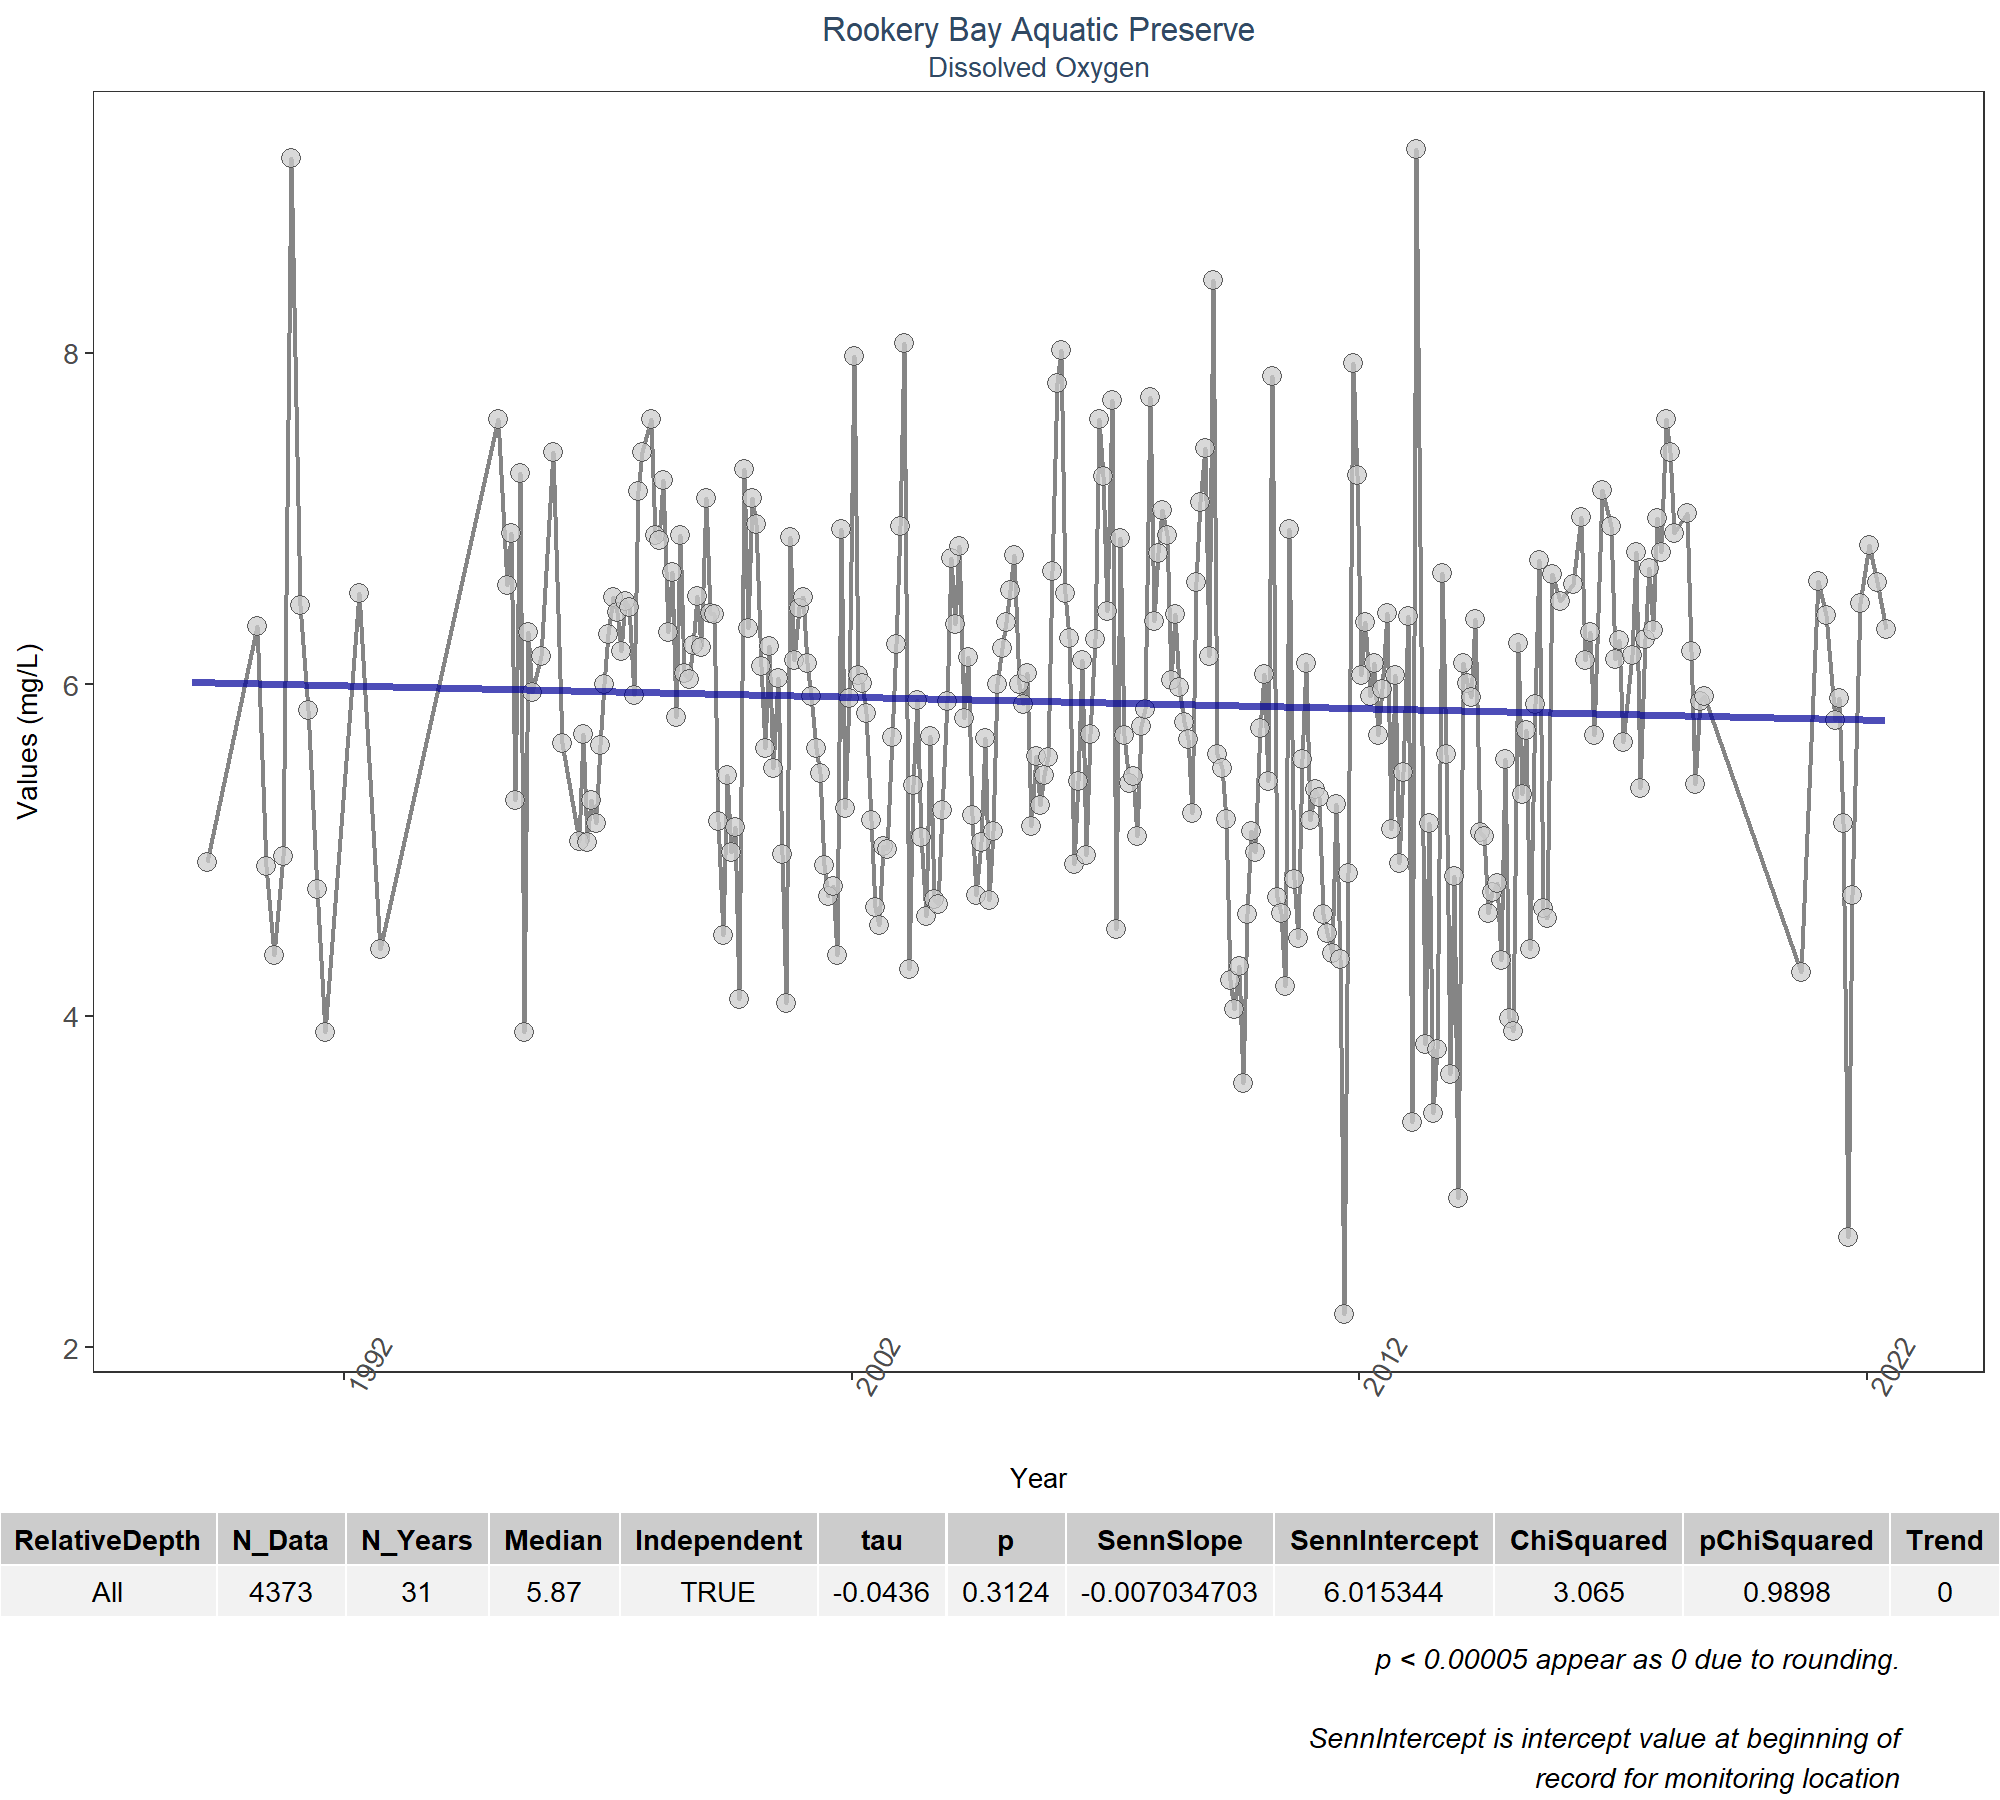 Rookery Bay Aquatic Preserve
Dissolved Oxygen
Values (mg/L)
8
6
4
2
1992
2002
2012
2022
Year
RelativeDepth N_Data N_Years Median Independent tau p SennSlope SennIntercept ChiSquared pChiSquared Trend
All 4373 31 5.87 TRUE -0.0436 0.3124 -0.007034703 6.015344 3.065 0.9898 0
p < 0.00005 appear as 0 due to rounding.
SennIntercept is intercept value at beginning of
record for monitoring location